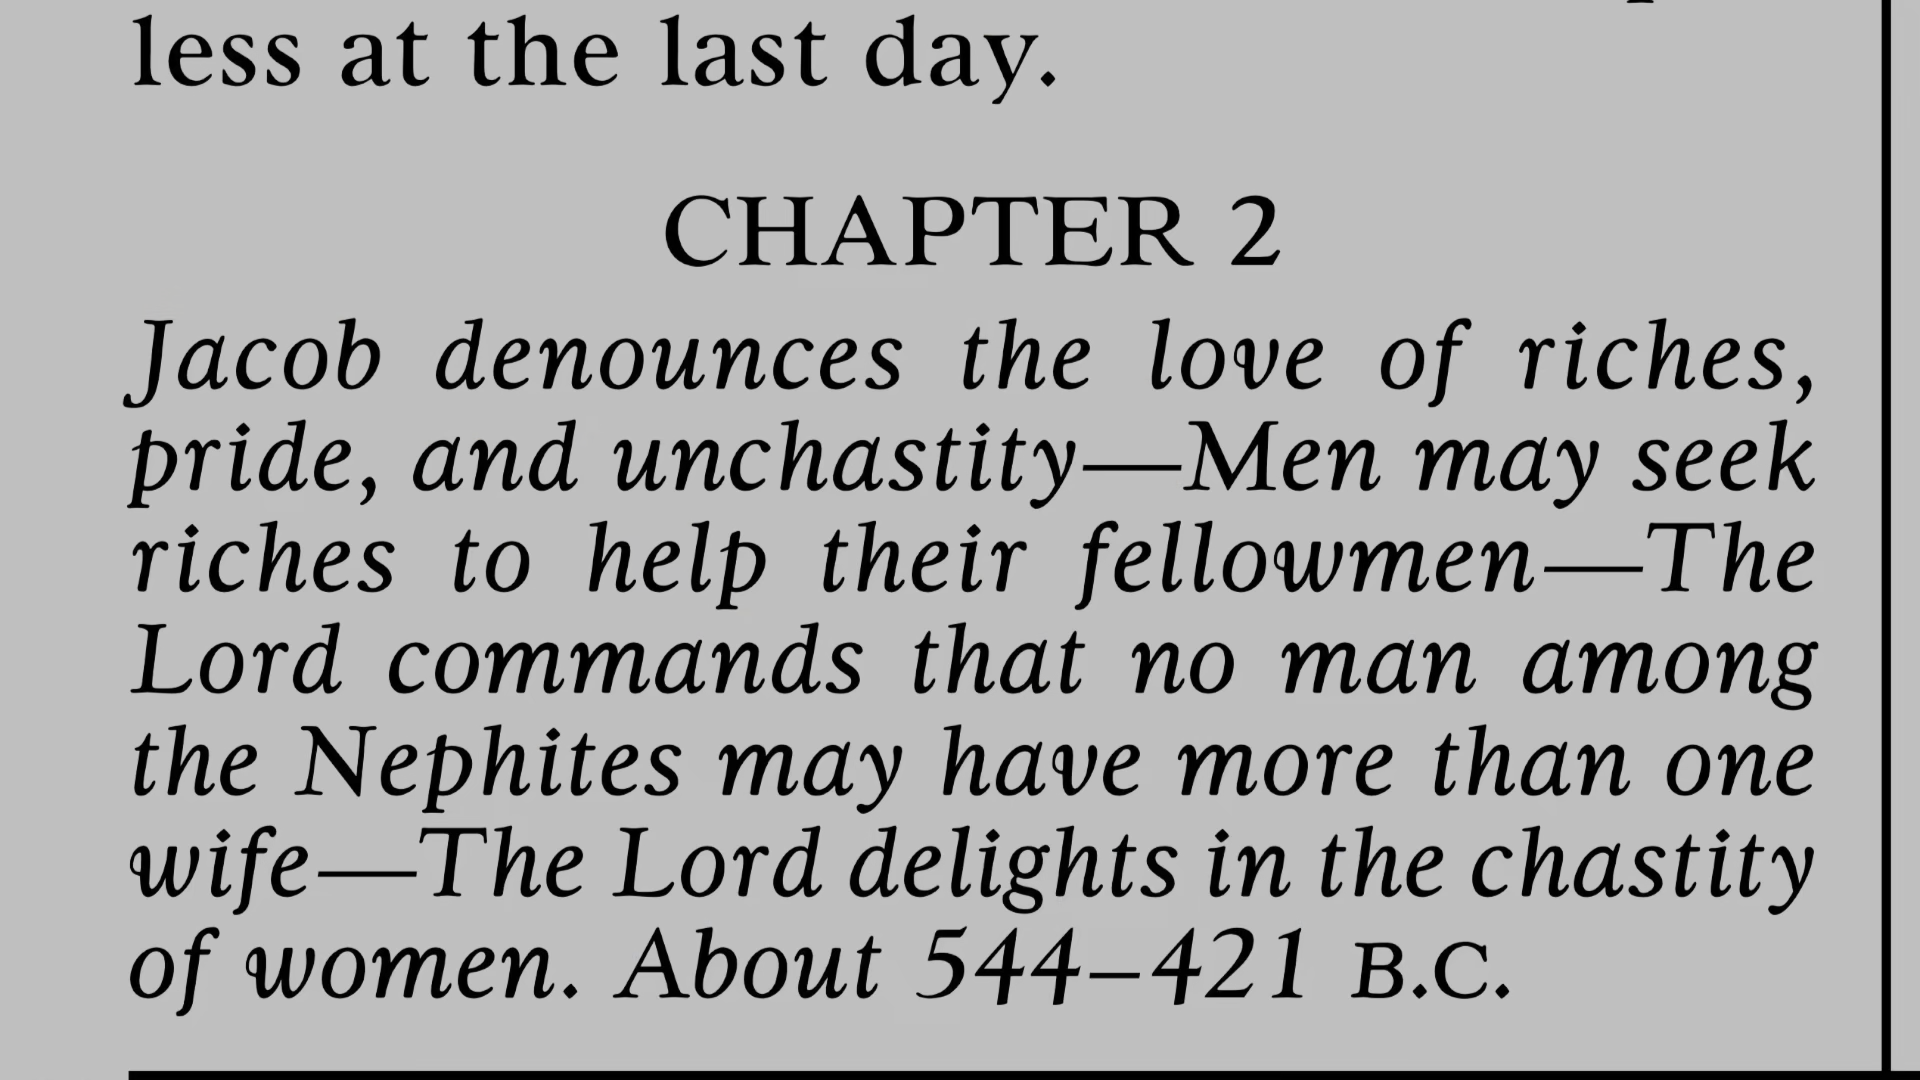 less at the last day.
CHAPTER 2
Jacob denounces the love of riches,
pride, and unchastity—Men may seek
riches to help their fellowmen—The
Lord commands that no man among
the Nephites may have more than one
wife—The Lord delights in the chastity
of women. About 544–421 B.C.